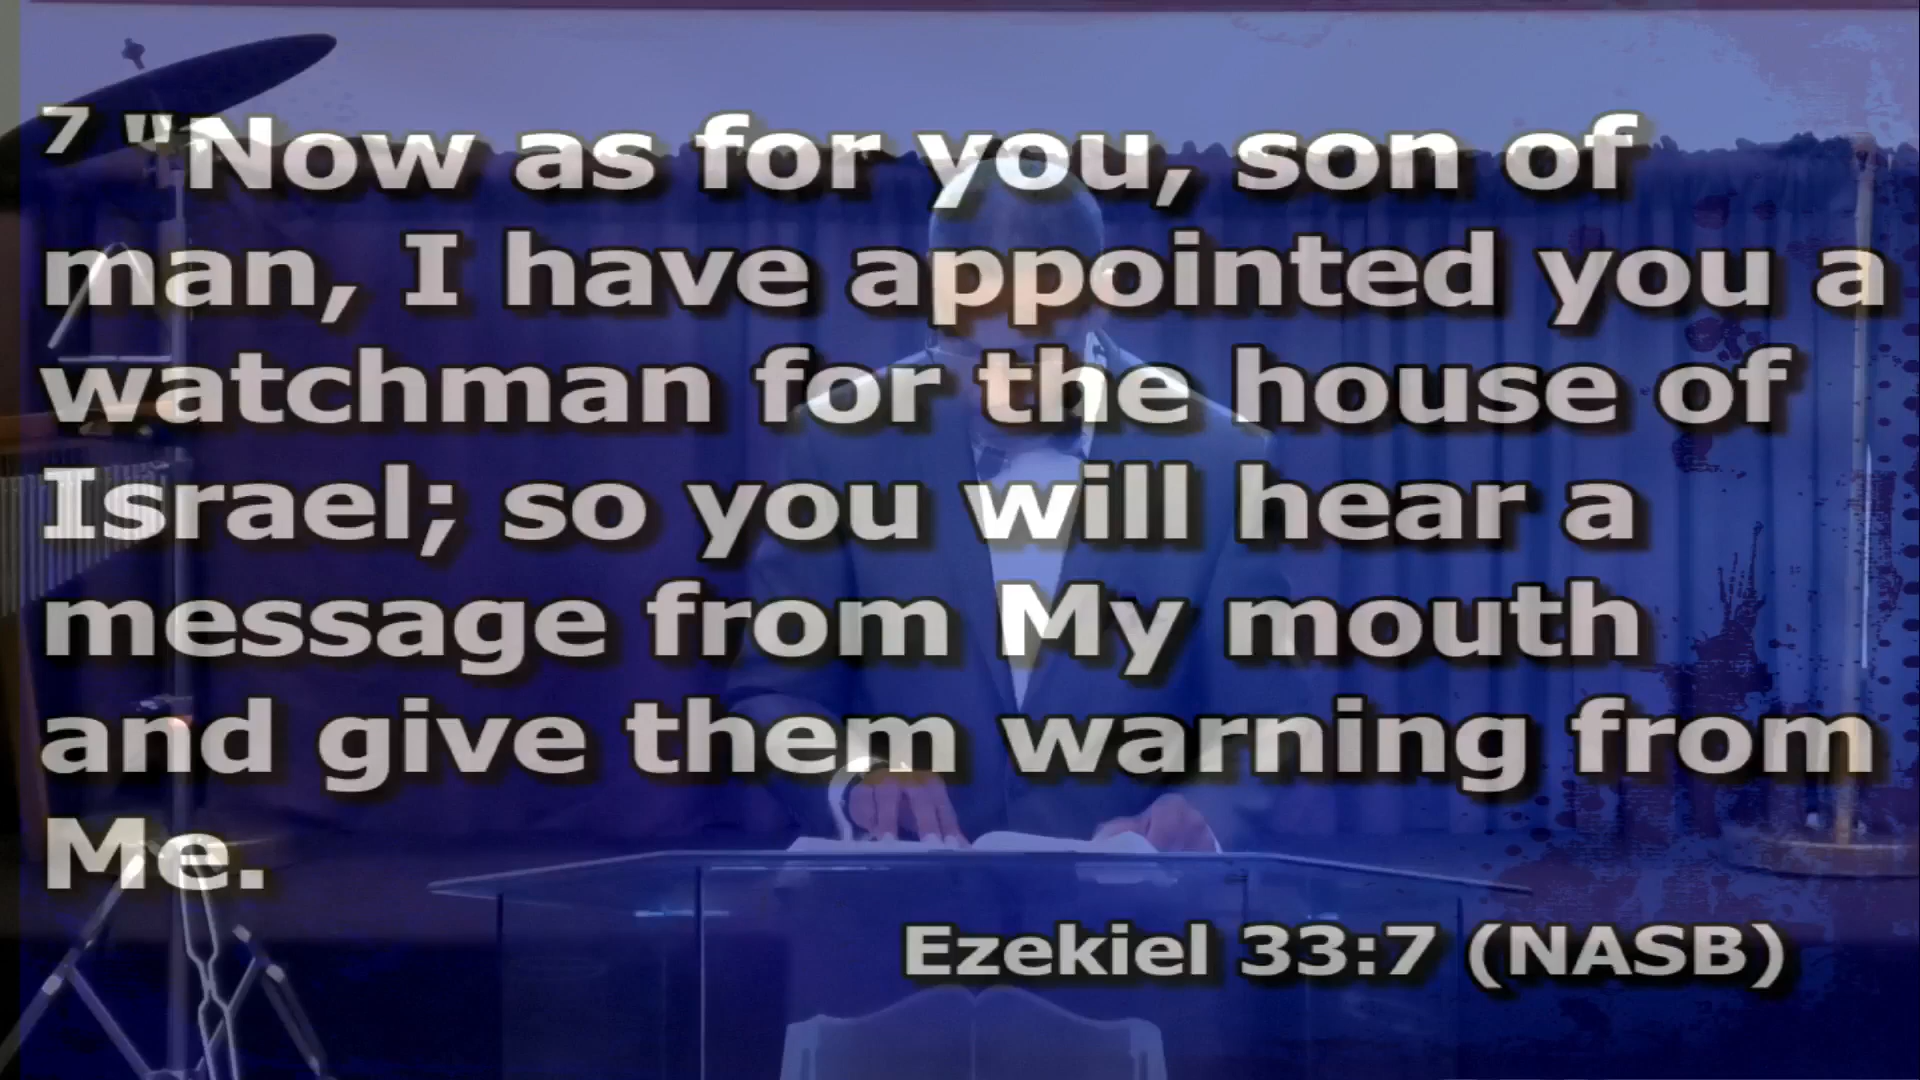 7 "Now as for you, son of
man, I have appointed you a
watchman for the house of
Israel; so you will hear a
message from My mouth
and give them warning from
Me.
Ezekiel 33:7 (NASB)